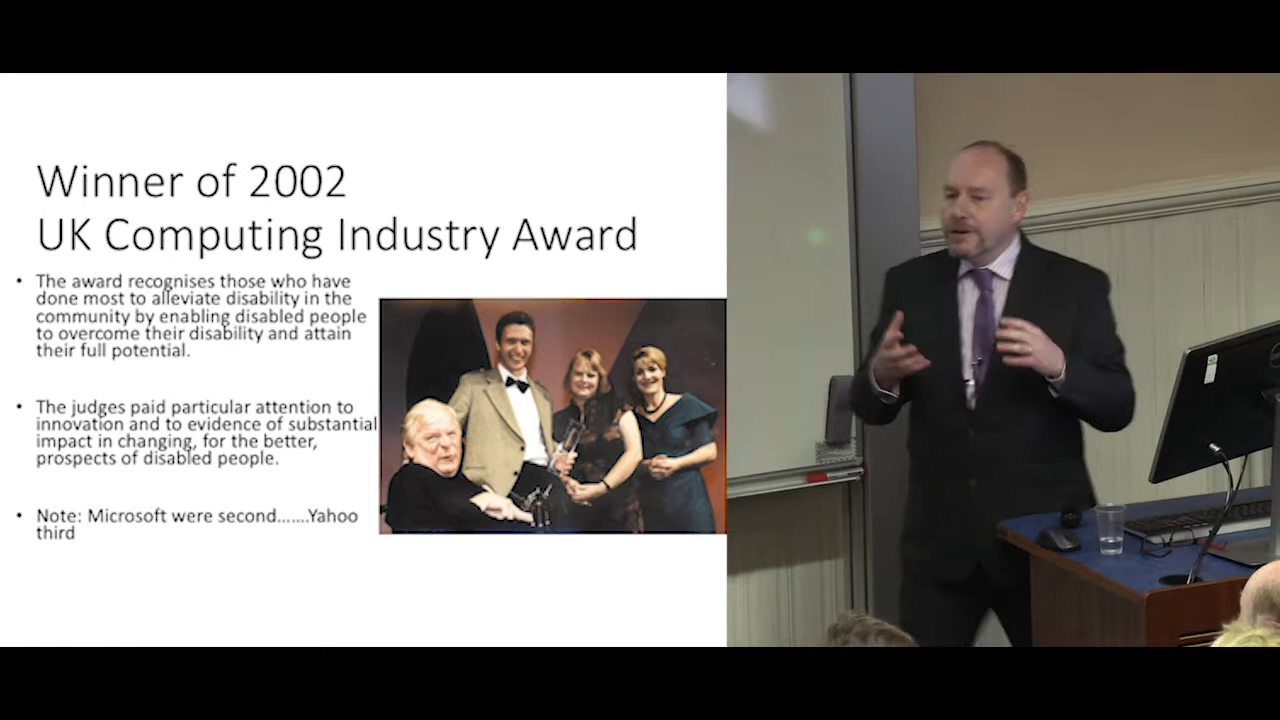 Winner of 2002
UK Computing Industry Award
• The award recognises those who have
done most to alleviate disability in the
community by enabling disabled people
to overcome their disability and attain
their full potential.
• The judges paid particular attention to
innovation and to evidence of substantial
impact in changing, for the better,
prospects of disabled people.
• Note: Microsoft were second.......Yahoo
third